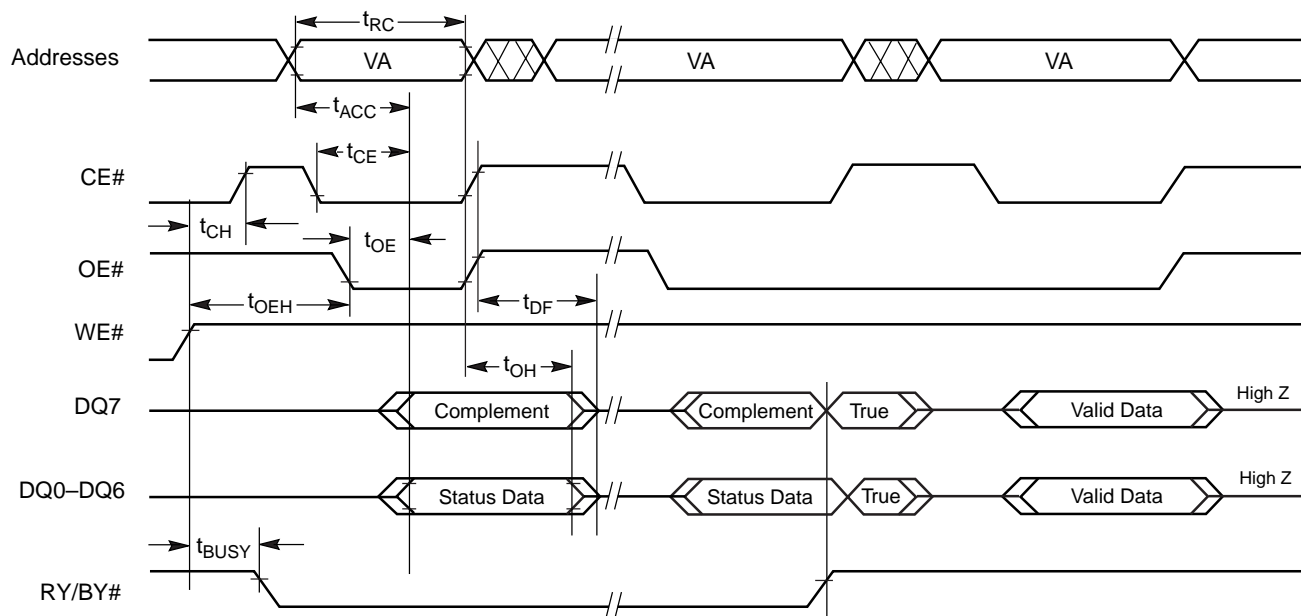 tRC
Addresses VA VA VA
tACC
tCE
CE#
tCH
tOE
OE#
tOEH tDF
WE#
tOH
DQ7 Complement Complement True Valid Data High Z
DQ0–DQ6 Status Data Status Data True Valid Data High Z
tBUSY
RY/BY#